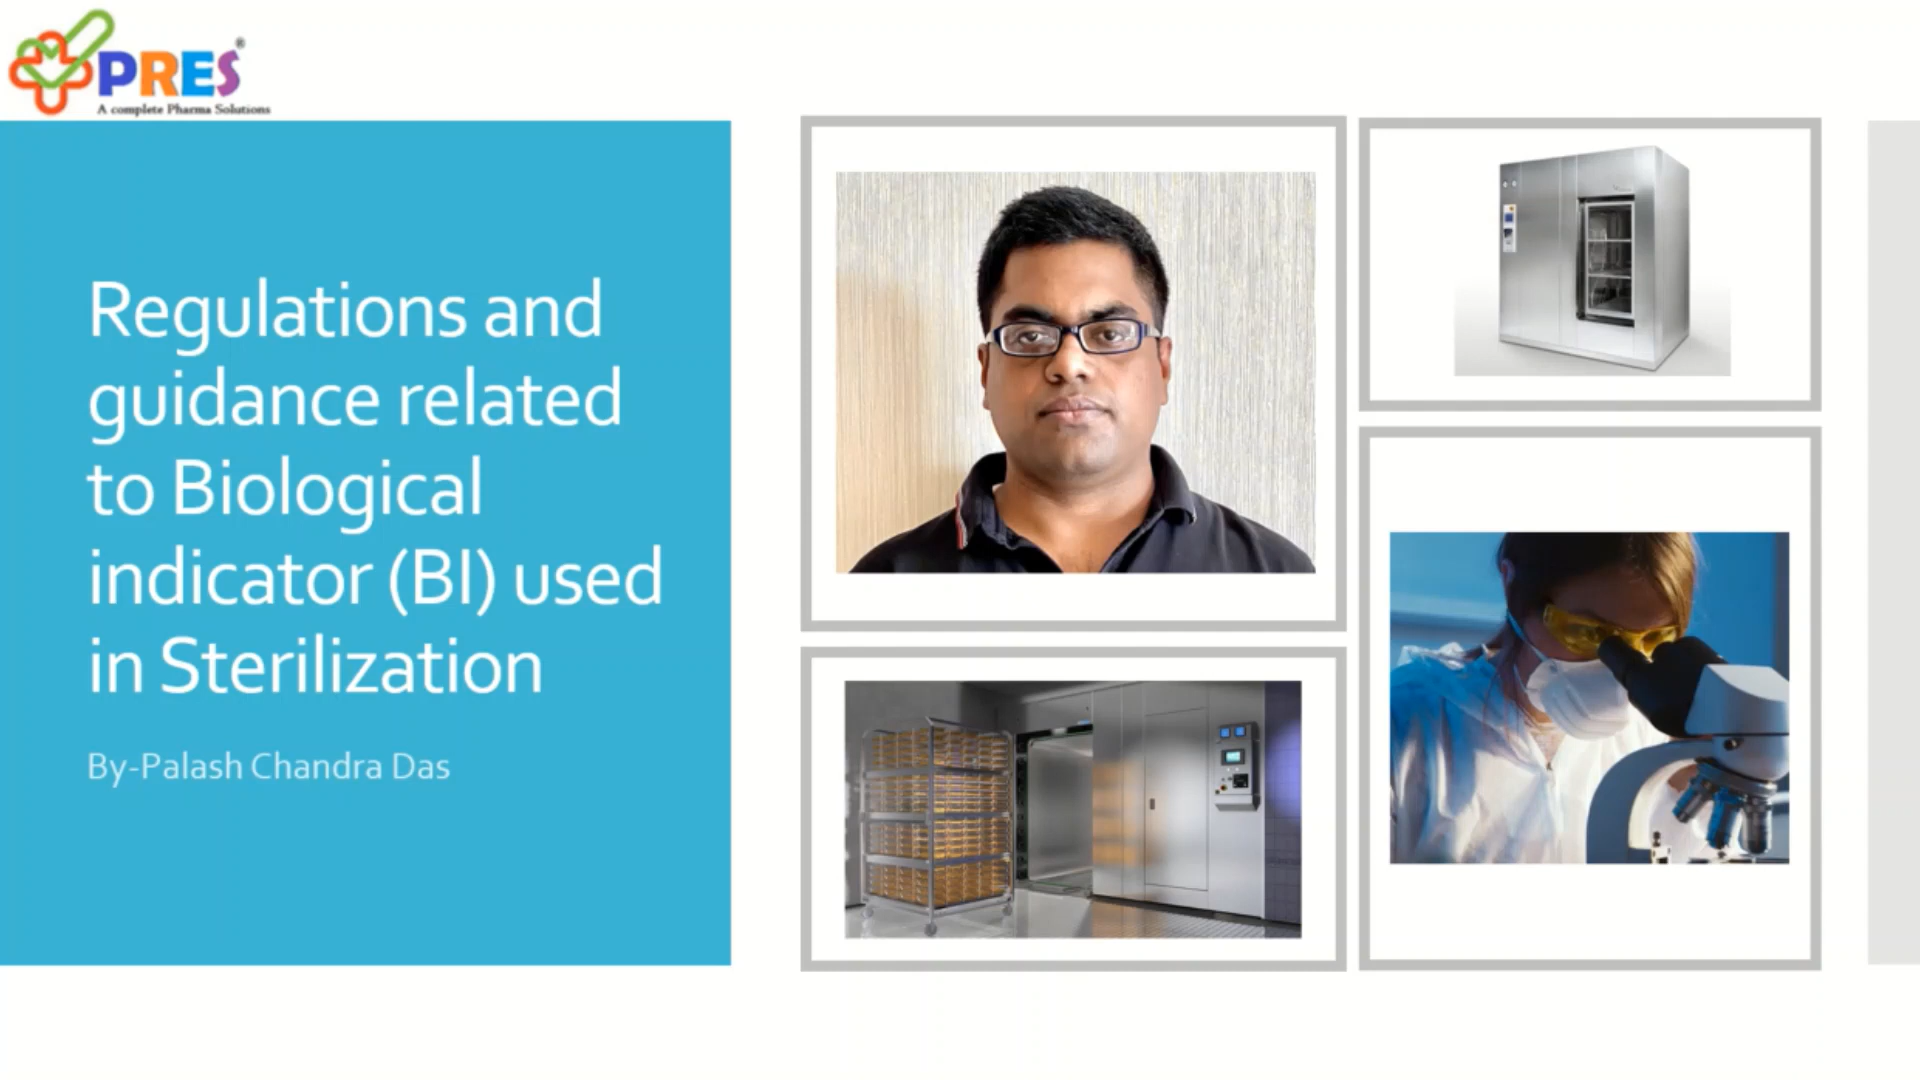 PRES®
A complete Pharma Solutions
Regulations and
guidance related
to Biological
indicator (BI) used
in Sterilization
By-Palash Chandra Das